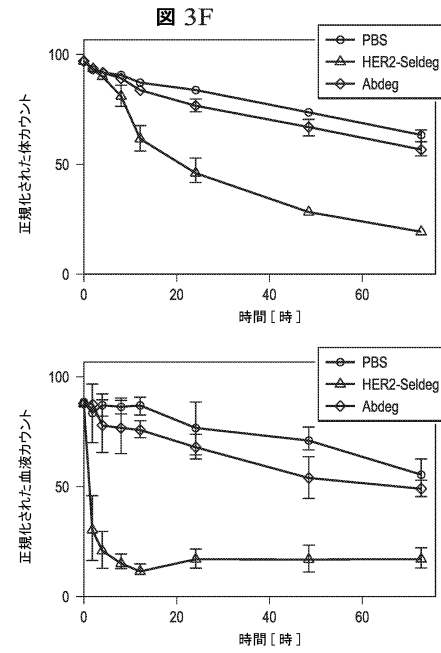 図 3F
PBS
HER2-Seldeg
Abdeg
正規化された体カウント
100
50
0
0 20 40 60
時間 [ 時 ]
PBS
HER2-Seldeg
Abdeg
正規化された血液カウント
100
50
0
0 20 40 60
時間 [ 時 ]